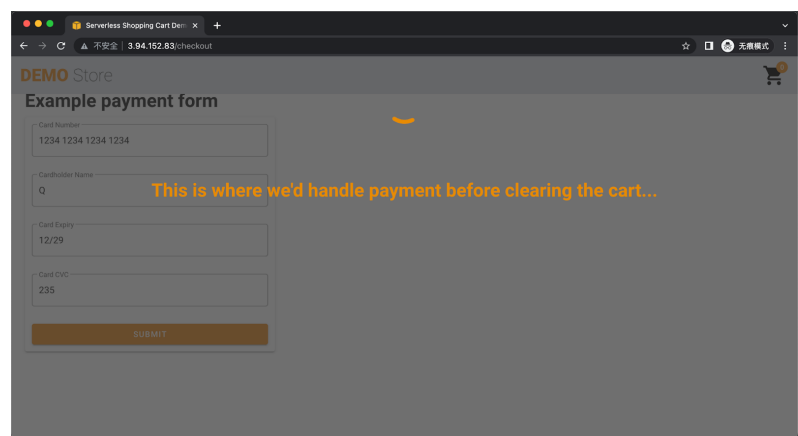 Serverless Shopping Cart Dem
不安全 3.94.152.83/checkout
无痕模式
DEMO Store
0
Example payment form
Card Number
1234 1234 1234 1234
This is where we'd handle payment before clearing the cart...
Cardholder Name
Q
Card Expiry
12/29
Card CVC
235
SUBMIT